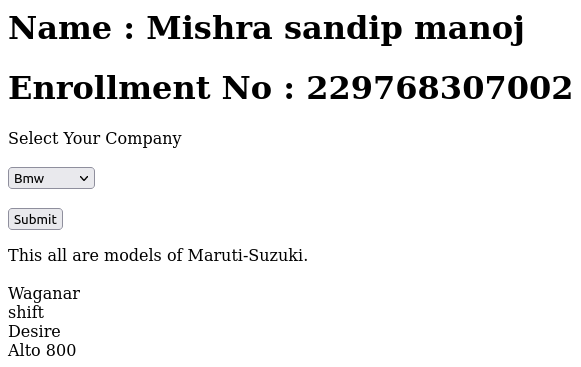 Name : Mishra sandip manoj
Enrollment No : 229768307002
Select Your Company
Bmw
Submit
This all are models of Maruti-Suzuki.
Waganar
shift
Desire
Alto 800